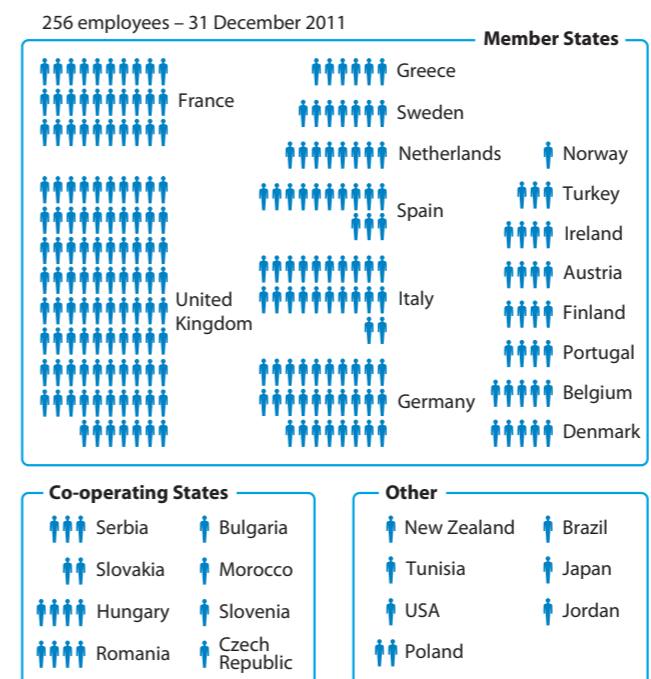 256 employees – 31 December 2011
Member States
France
United
Kingdom
Greece
Sweden
Netherlands
Spain
Italy
Germany
Norway
Turkey
Ireland
Austria
Finland
Portugal
Belgium
Denmark
Co-operating States
Serbia
Slovakia
Hungary
Romania
Bulgaria
Morocco
Slovenia
Czech
Republic
Other
New Zealand
Tunisia
USA
Poland
Brazil
Japan
Jordan